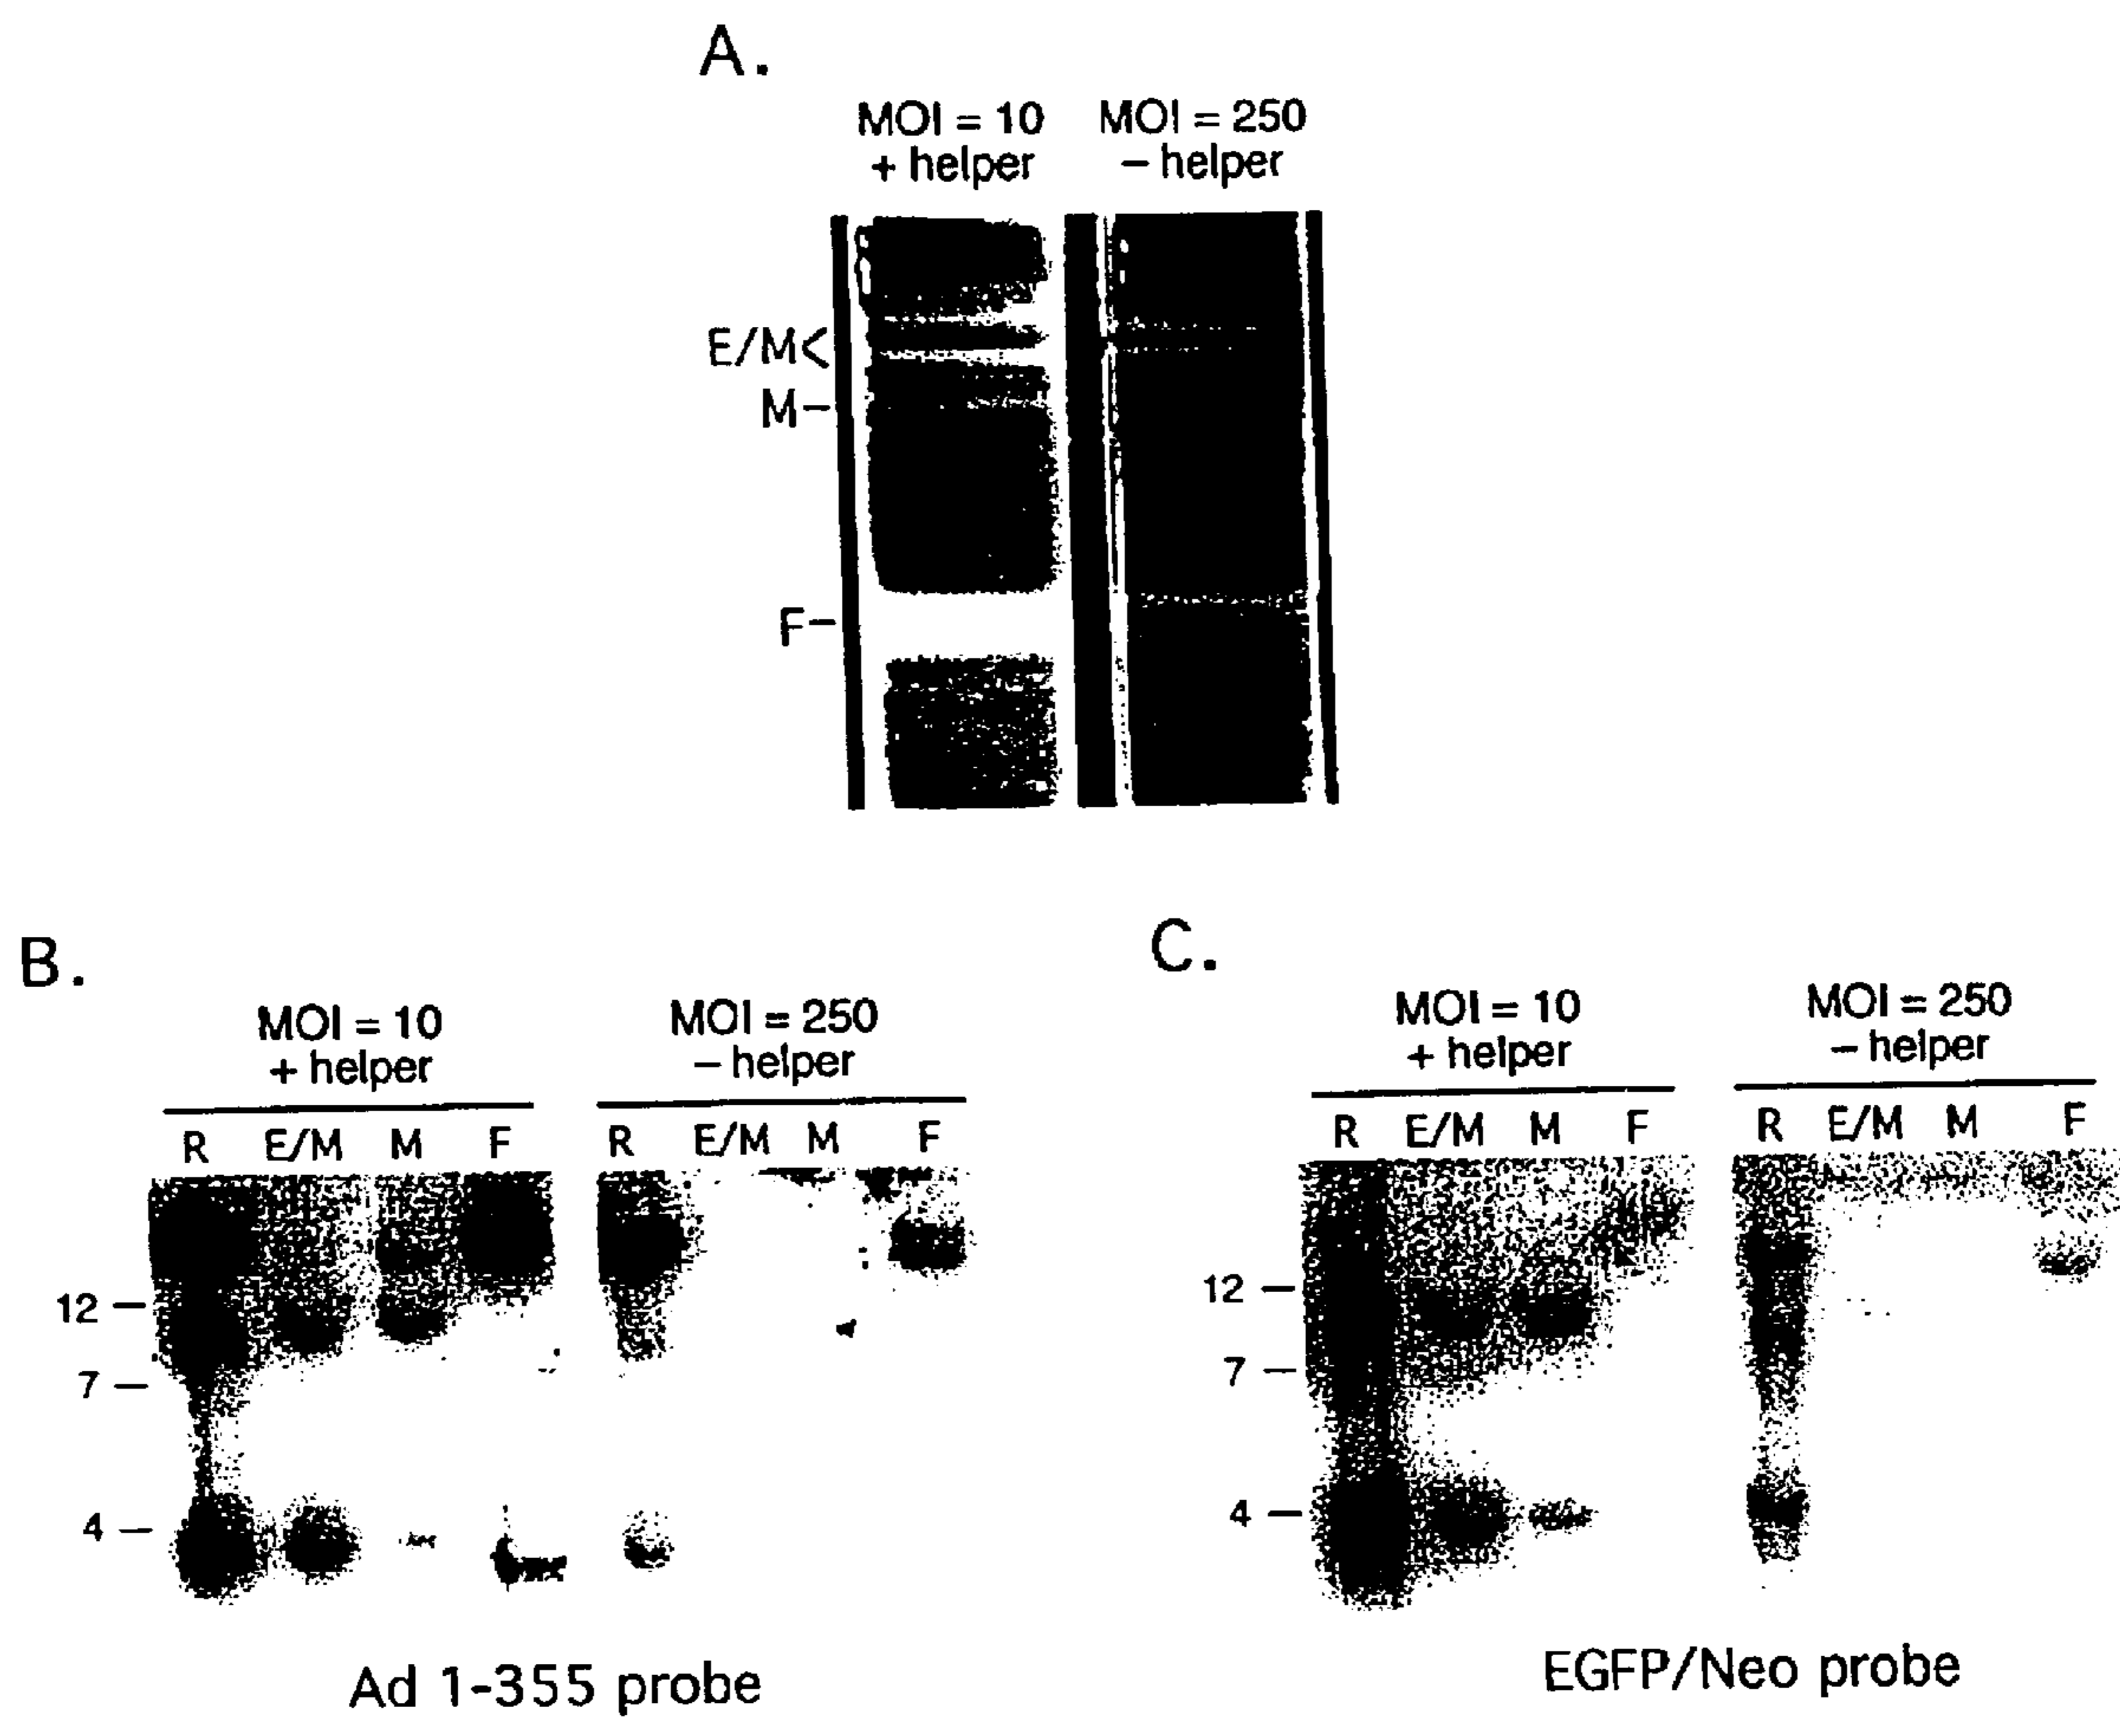 A.
MOI = 10 MOI = 250
+ helper – helper
E/M<
M–
F–
B.
MOI = 10 MOI = 250
+ helper – helper
R E/M M F R E/M M F
12 –
7 –
4 –
Ad 1-355 probe
C.
MOI = 10 MOI = 250
+ helper – helper
R E/M M F R E/M M F
12 –
7 –
4 –
EGFP/Neo probe